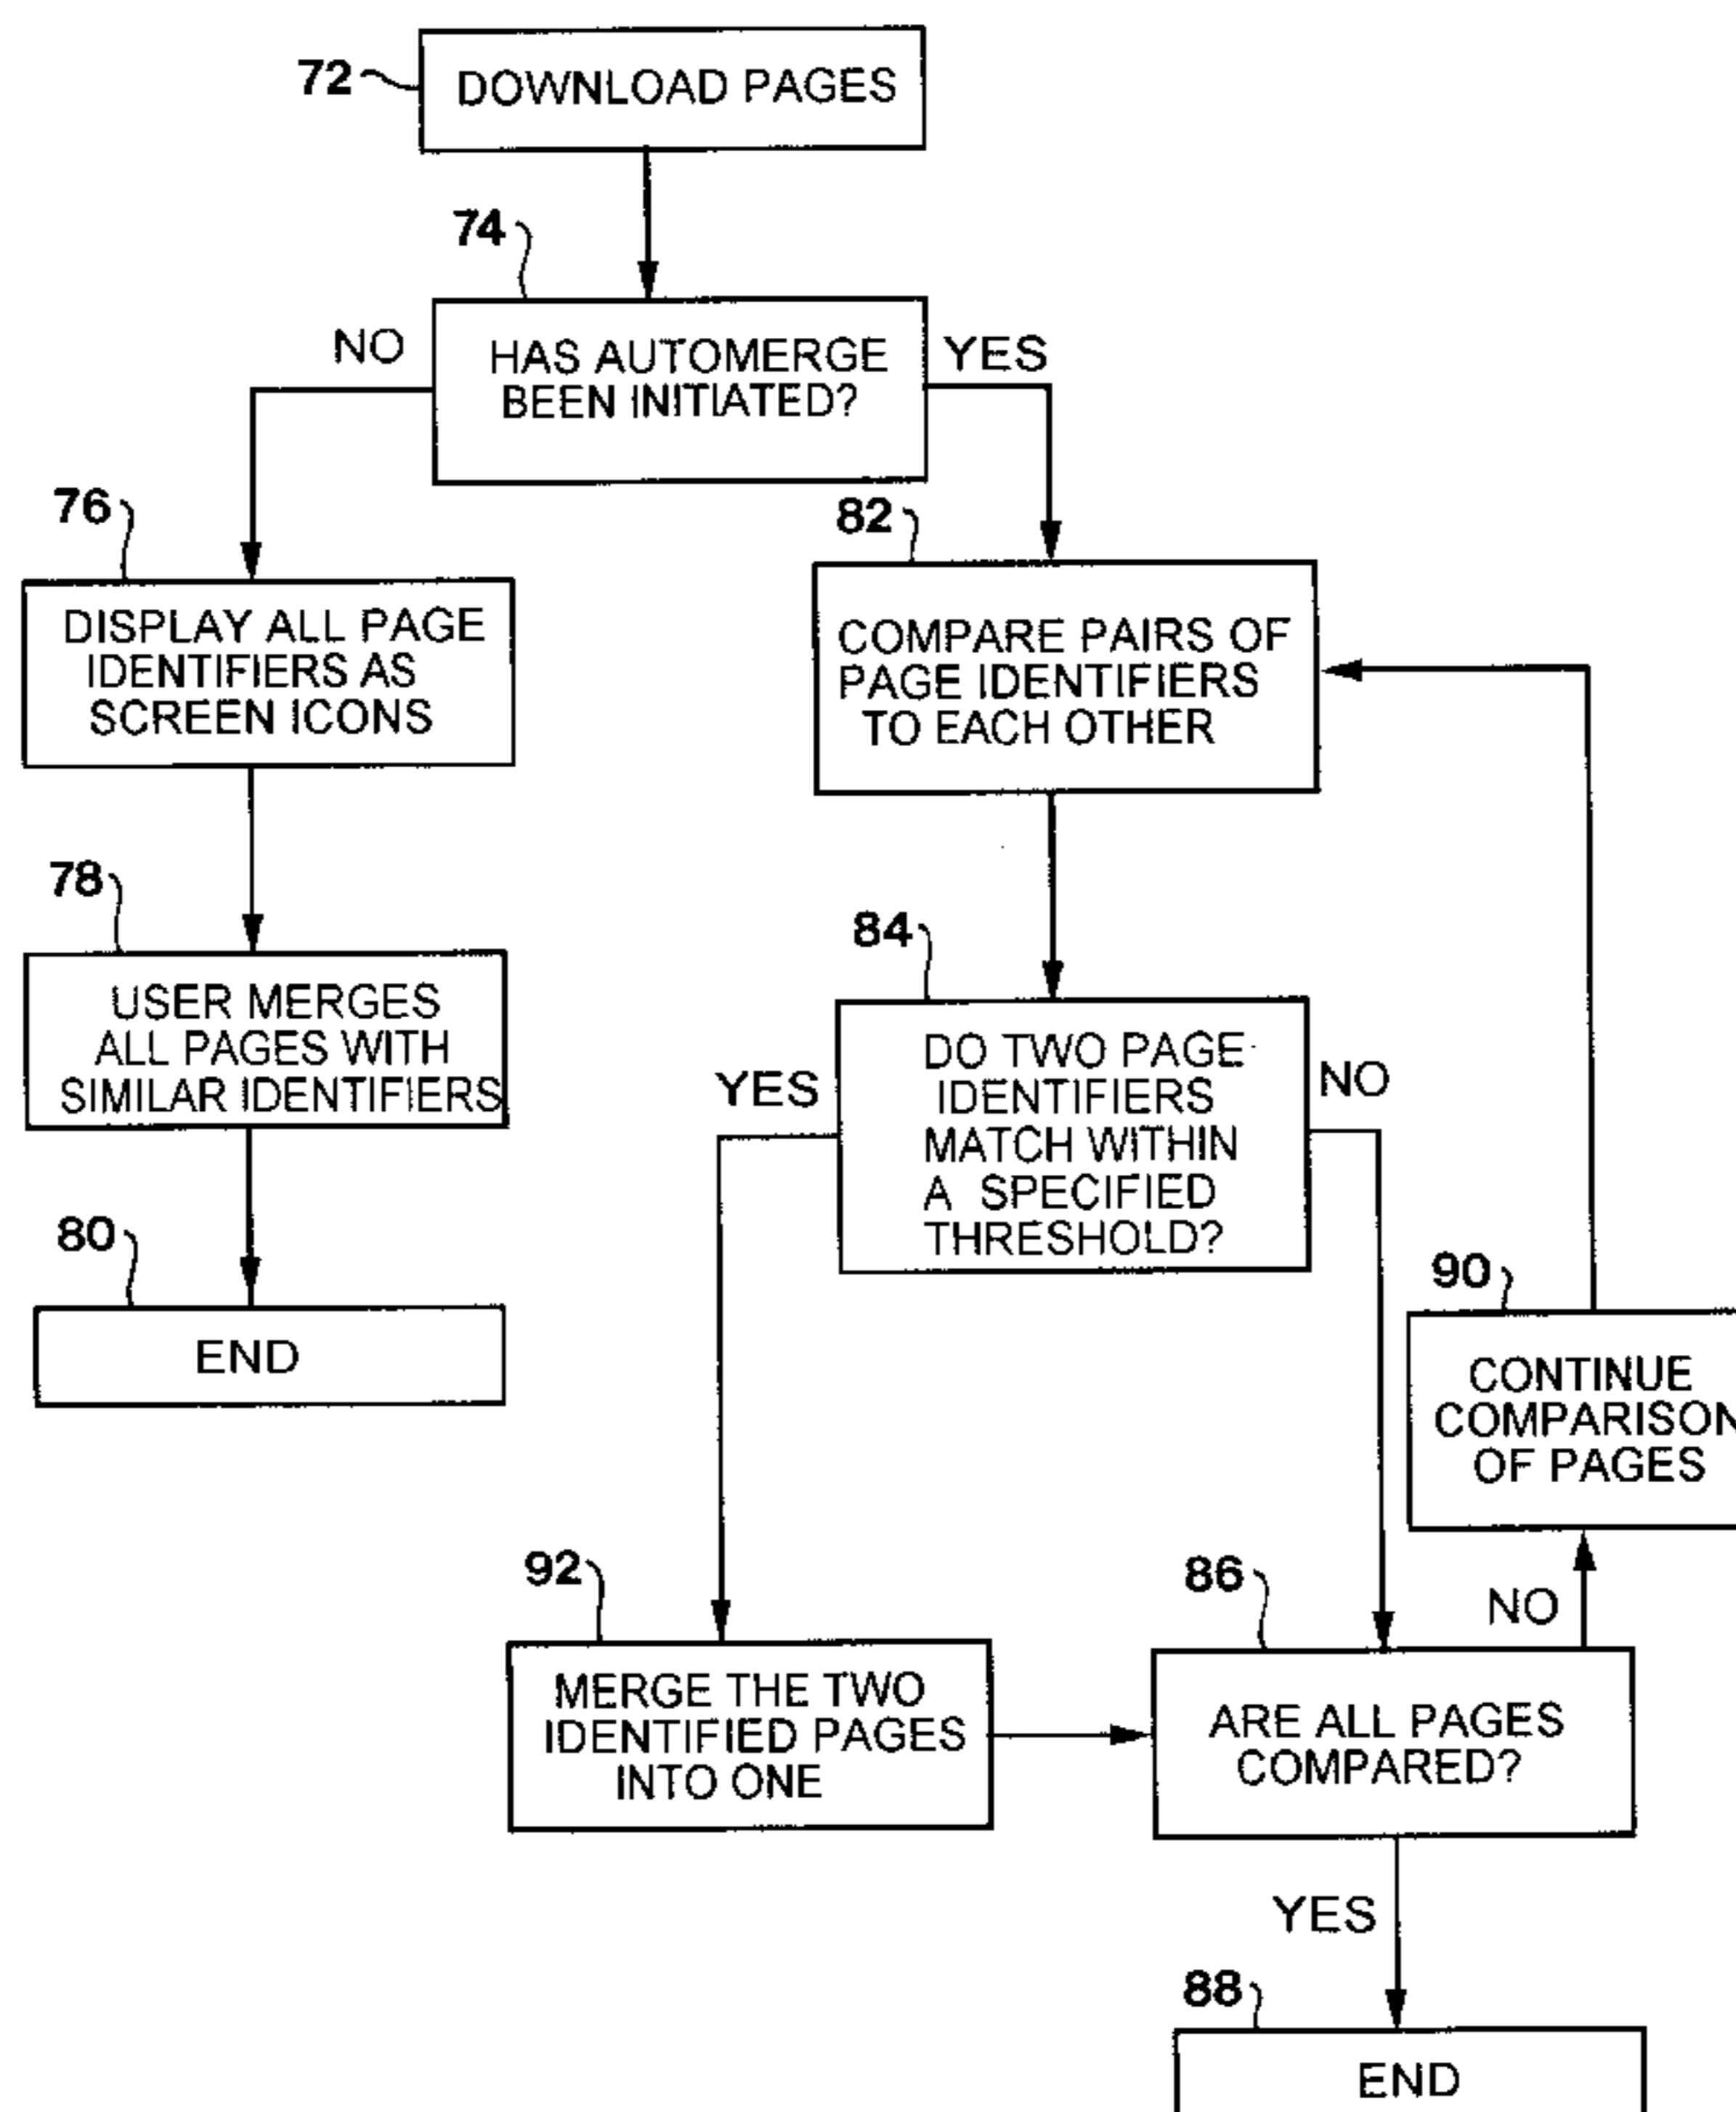 72
DOWNLOAD PAGES
74
NO
HAS AUTOMERGE
BEEN INITIATED?
YES
76
DISPLAY ALL PAGE
IDENTIFIERS AS
SCREEN ICONS
82
COMPARE PAIRS OF
PAGE IDENTIFIERS
TO EACH OTHER
78
USER MERGES
ALL PAGES WITH
SIMILAR IDENTIFIERS
84
YES
DO TWO PAGE
IDENTIFIERS
MATCH WITHIN
A SPECIFIED
THRESHOLD?
NO
80
END
90
CONTINUE
COMPARISON
OF PAGES
92
MERGE THE TWO
IDENTIFIED PAGES
INTO ONE
86
NO
ARE ALL PAGES
COMPARED?
YES
88
END